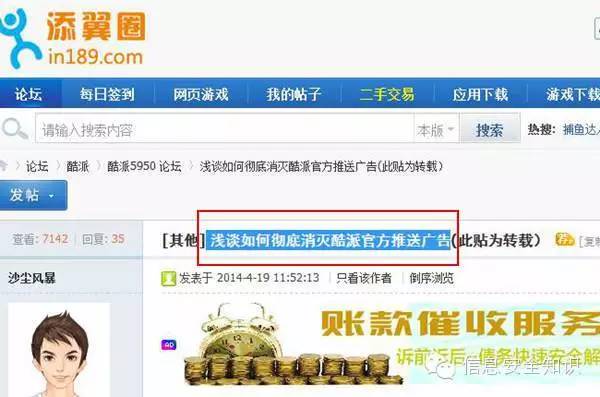 添翼圈
in189.com
论坛 每日签到 网页游戏 我的帖子 二手交易 应用下载 游戏下载
请输入搜索内容 本版 搜索 热搜: 捕鱼达人
论坛 › 酷派 › 酷派5950 论坛 › 浅谈如何彻底消灭酷派官方推送广告(此贴为转载)
发帖
查看: 7142 | 回复: 35 [其他] 浅谈如何彻底消灭酷派官方推送广告(此贴为转载) 荐 [复制
沙尘风暴 发表于 2014-4-19 11:52:13 | 只看该作者 | 倒序浏览
账款催收服务
AD
诉前诉后 债务快速安全解
信息安全知识